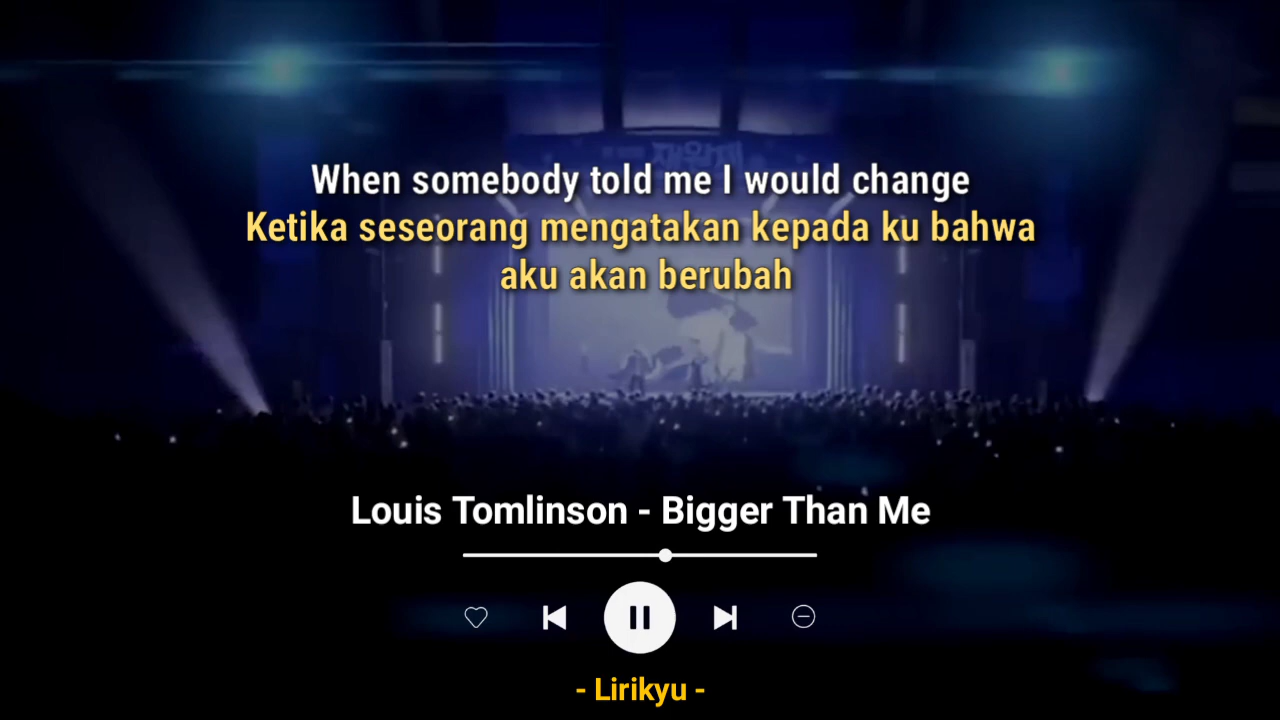 When somebody told me I would change
Ketika seseorang mengatakan kepada ku bahwa
aku akan berubah
Louis Tomlinson - Bigger Than Me
- Lirikyu -